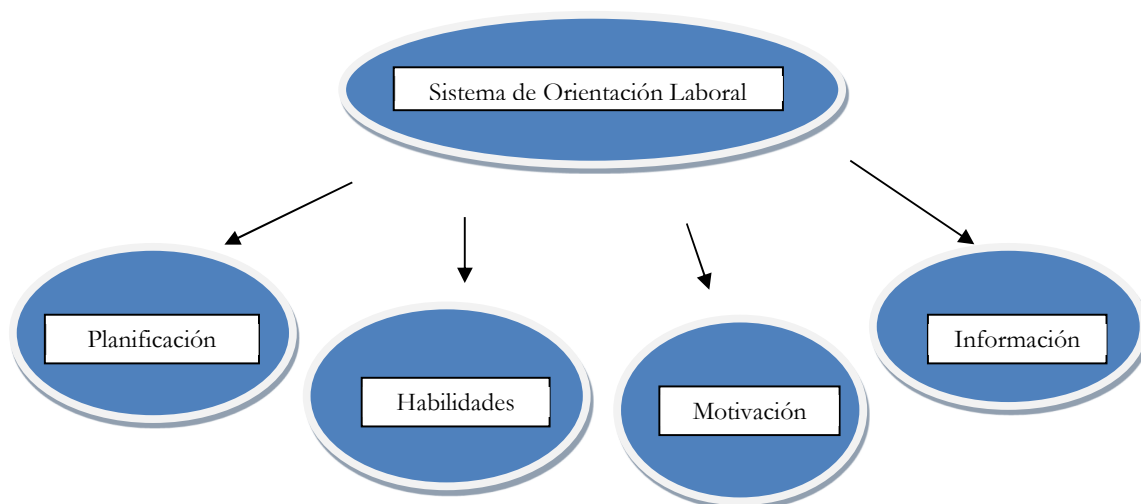 Sistema de Orientación Laboral
Planificación
Habilidades
Motivación
Información